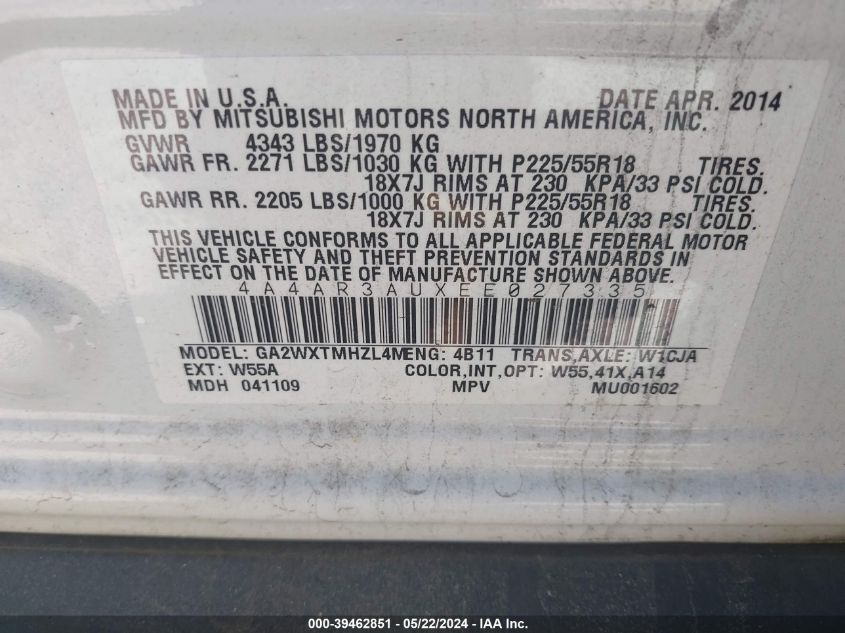 MADE IN U.S.A. DATE APR. 2014
MFD BY MITSUBISHI MOTORS NORTH AMERICA, INC.
GVWR 4343 LBS/1970 KG
GAWR FR. 2271 LBS/1030 KG WITH P225/55R18 TIRES.
18X7J RIMS AT 230 KPA/33 PSI COLD.
GAWR RR. 2205 LBS/1000 KG WITH P225/55R18 TIRES.
18X7J RIMS AT 230 KPA/33 PSI COLD.
THIS VEHICLE CONFORMS TO ALL APPLICABLE FEDERAL MOTOR
VEHICLE SAFETY AND THEFT PREVENTION STANDARDS IN
EFFECT ON THE DATE OF MANUFACTURE SHOWN ABOVE.
4A4AR3AUXEE027335
MODEL: GA2WXTMHZL4M ENG: 4B11 TRANS,AXLE: W1CJA
EXT: W55A COLOR,INT,OPT: W55,41X,A14
MDH 041109 MPV MU001602
000-39462851 - 05/22/2024 - IAAI.com